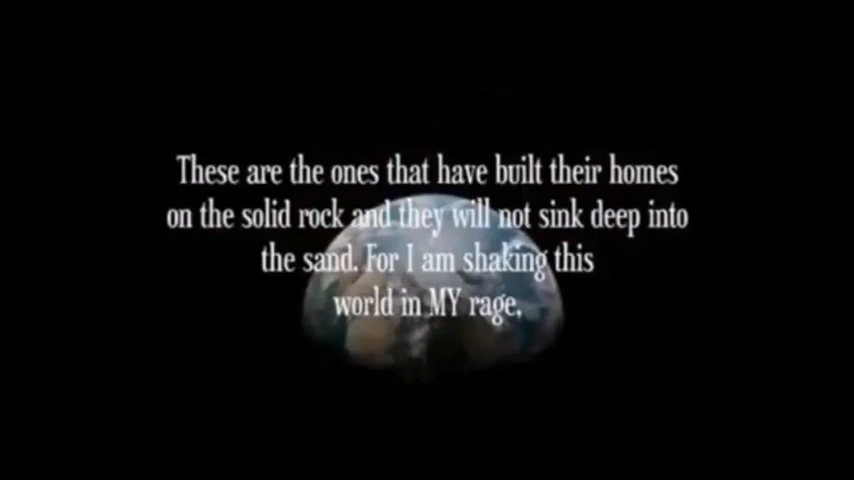 These are the ones that have built their homes
on the solid rock and they will not sink deep into
the sand. For I am shaking this
world in MY rage,